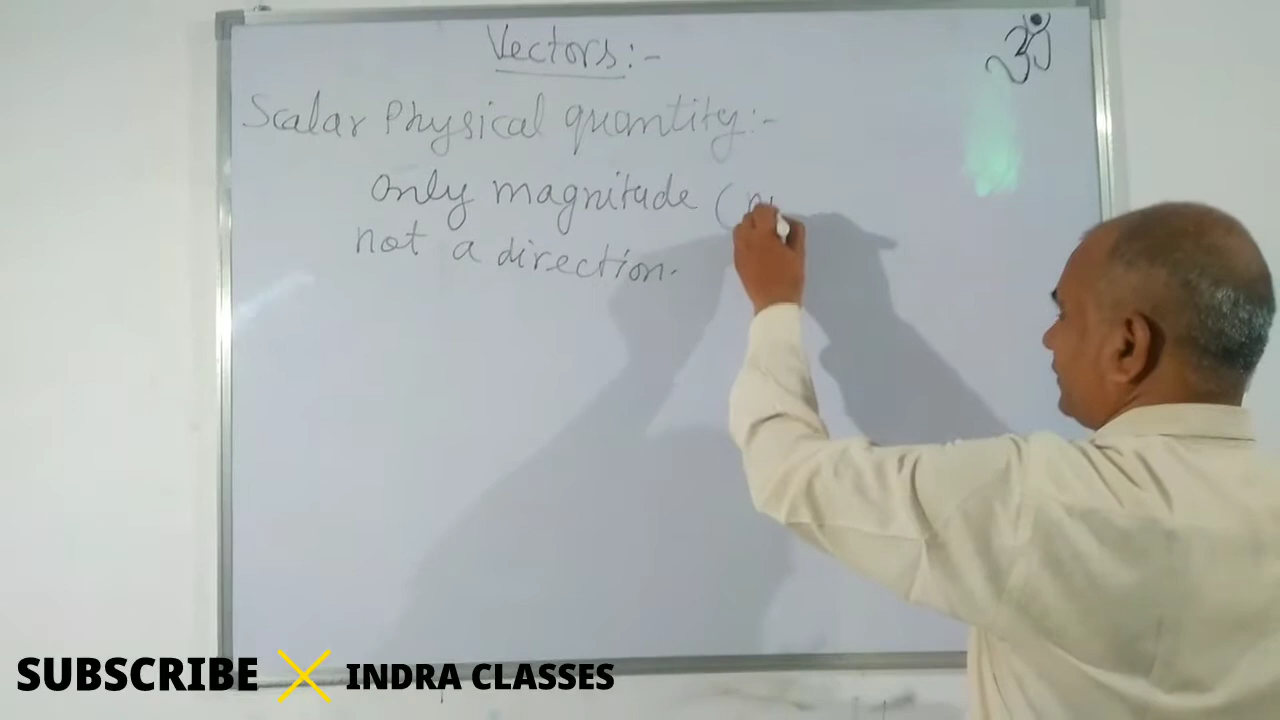 Vectors:-
ॐ
Scalar Physical quantity:-
Only magnitude (
not a direction.
SUBSCRIBE INDRA CLASSES